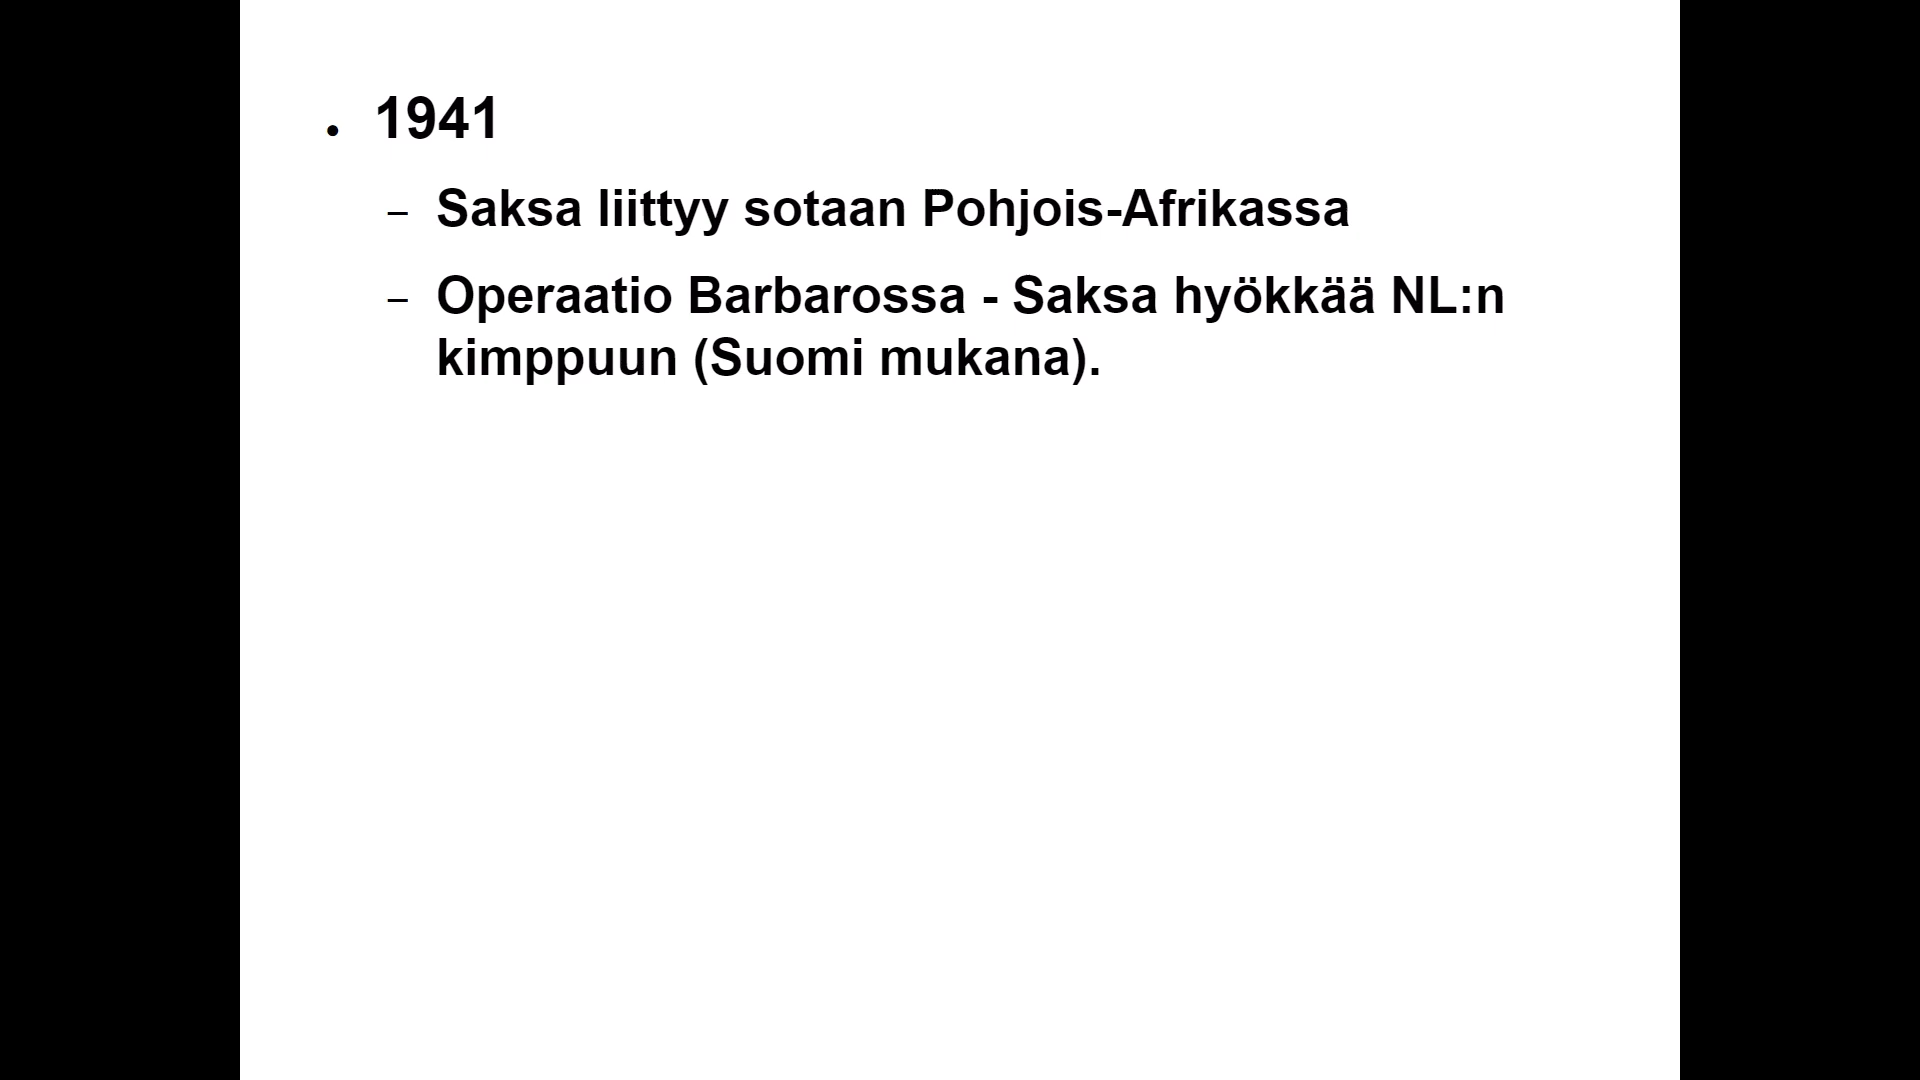 • 1941
– Saksa liittyy sotaan Pohjois-Afrikassa
– Operaatio Barbarossa - Saksa hyökkää NL:n
kimppuun (Suomi mukana).